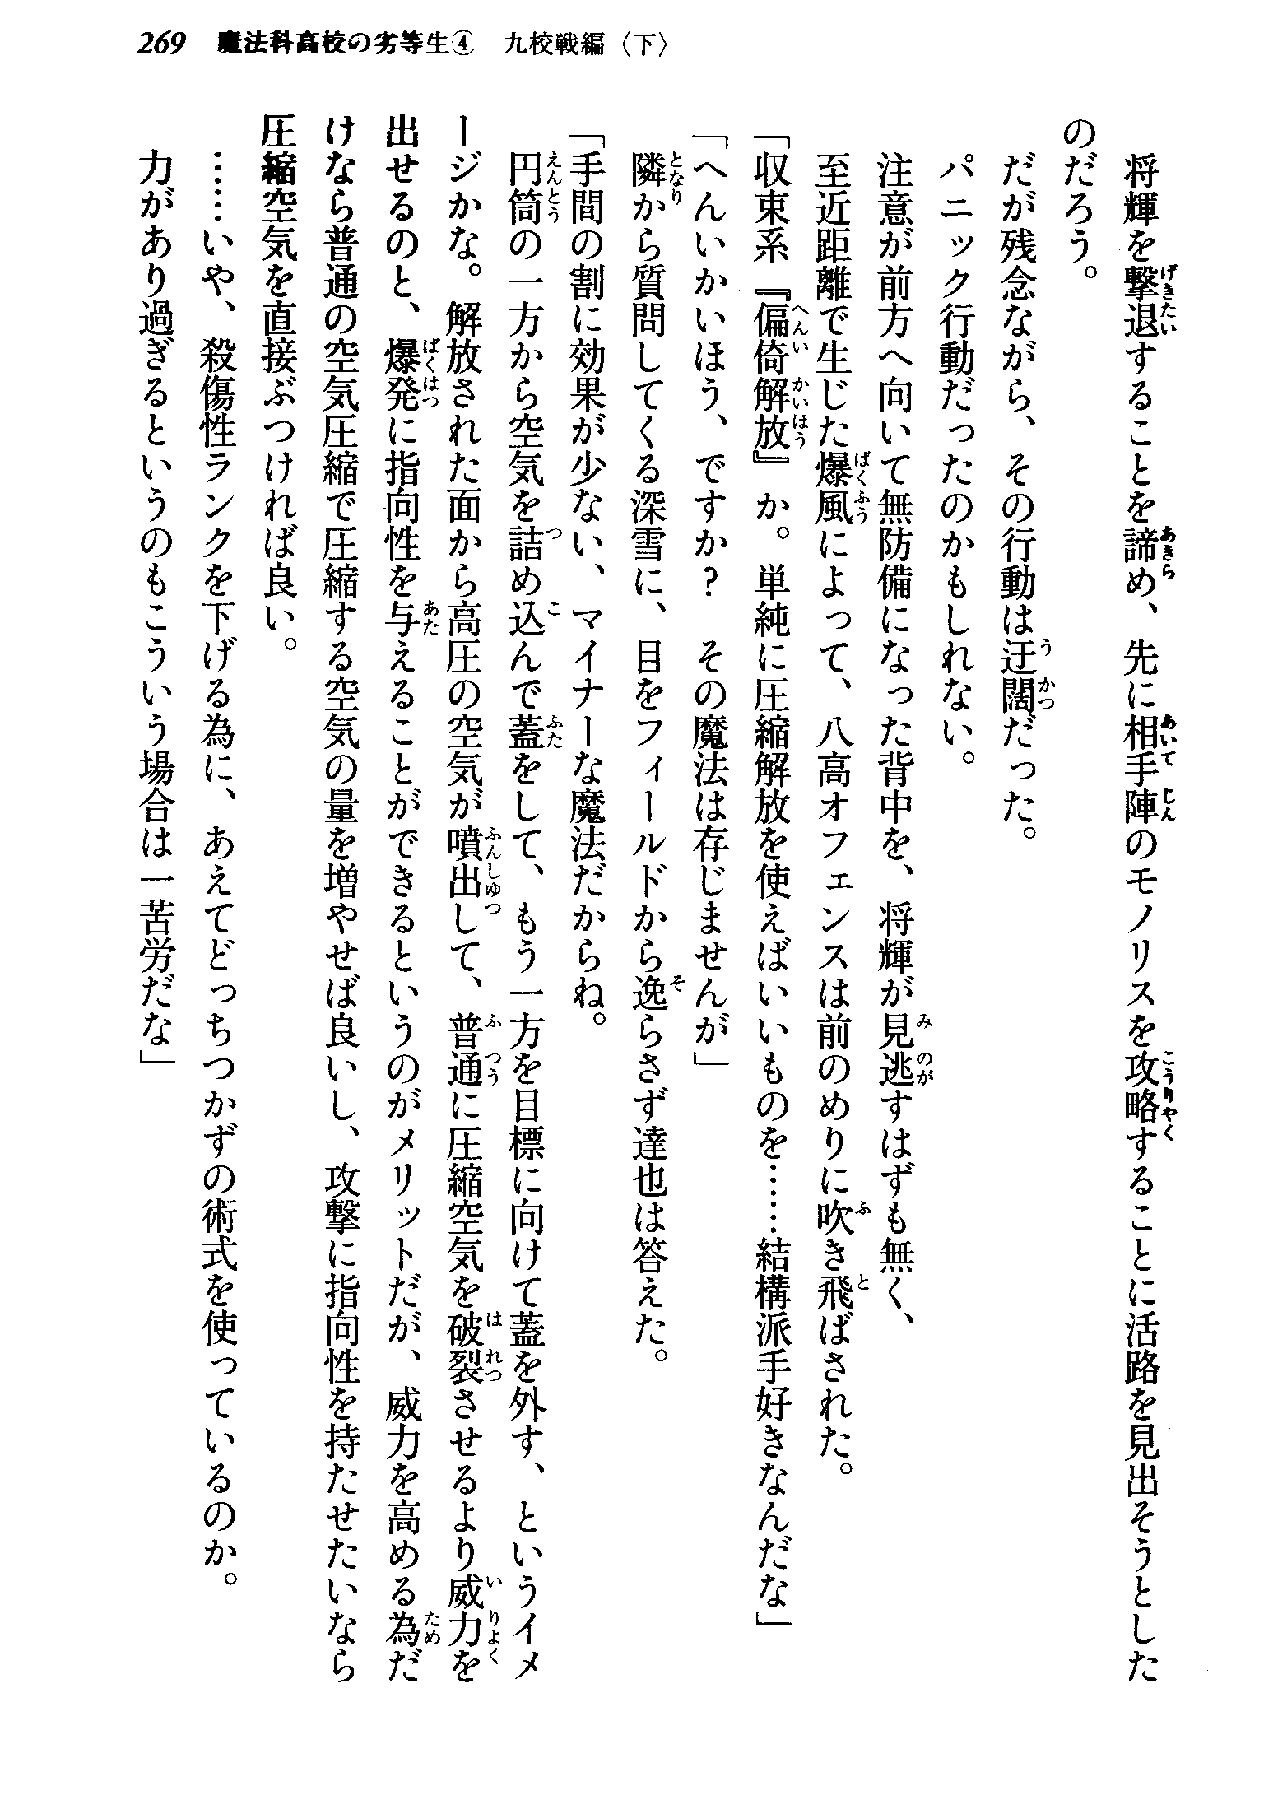 269 魔法科高校の劣等生④ 九校戦編〈下〉
将輝を撃退することを諦め、先に相手陣のモノリスを攻略することに活路を見出そうとした
のだろう。
だが残念ながら、その行動は迂闊だった。
パニック行動だったのかもしれない。
注意が前方へ向いて無防備になった背中を、将輝が見逃すはずも無く、
至近距離で生じた爆風によって、八高オフェンスは前のめりに吹き飛ばされた。
「収束系『偏倚解放』か。単純に圧縮解放を使えばいいものを……結構派手好きなんだな」
「へんいかいほう、ですか? その魔法は存じませんが」
隣から質問してくる深雪に、目をフィールドから逸らさず達也は答えた。
「手間の割に効果が少ない、マイナーな魔法だからね。
円筒の一方から空気を詰め込んで蓋をして、もう一方を目標に向けて蓋を外す、というイメ
ージかな。解放された面から高圧の空気が噴出して、普通に圧縮空気を破裂させるより威力を
出せるのと、爆発に指向性を与えることができるというのがメリットだが、威力を高める為だ
けなら普通の空気圧縮で圧縮する空気の量を増やせば良いし、攻撃に指向性を持たせたいなら
圧縮空気を直接ぶつければ良い。
……いや、殺傷性ランクを下げる為に、あえてどっちつかずの術式を使っているのか。
力があり過ぎるというのもこういう場合は一苦労だな」